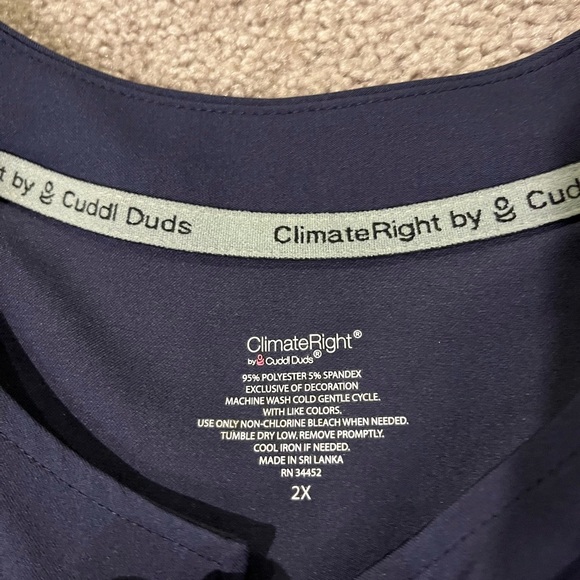 t by Cuddl Duds ClimateRight by Cud
ClimateRight®
by Cuddl Duds®
95% POLYESTER 5% SPANDEX
EXCLUSIVE OF DECORATION
MACHINE WASH COLD GENTLE CYCLE.
WITH LIKE COLORS.
USE ONLY NON-CHLORINE BLEACH WHEN NEEDED.
TUMBLE DRY LOW. REMOVE PROMPTLY.
COOL IRON IF NEEDED.
MADE IN SRI LANKA
RN 34452
2X